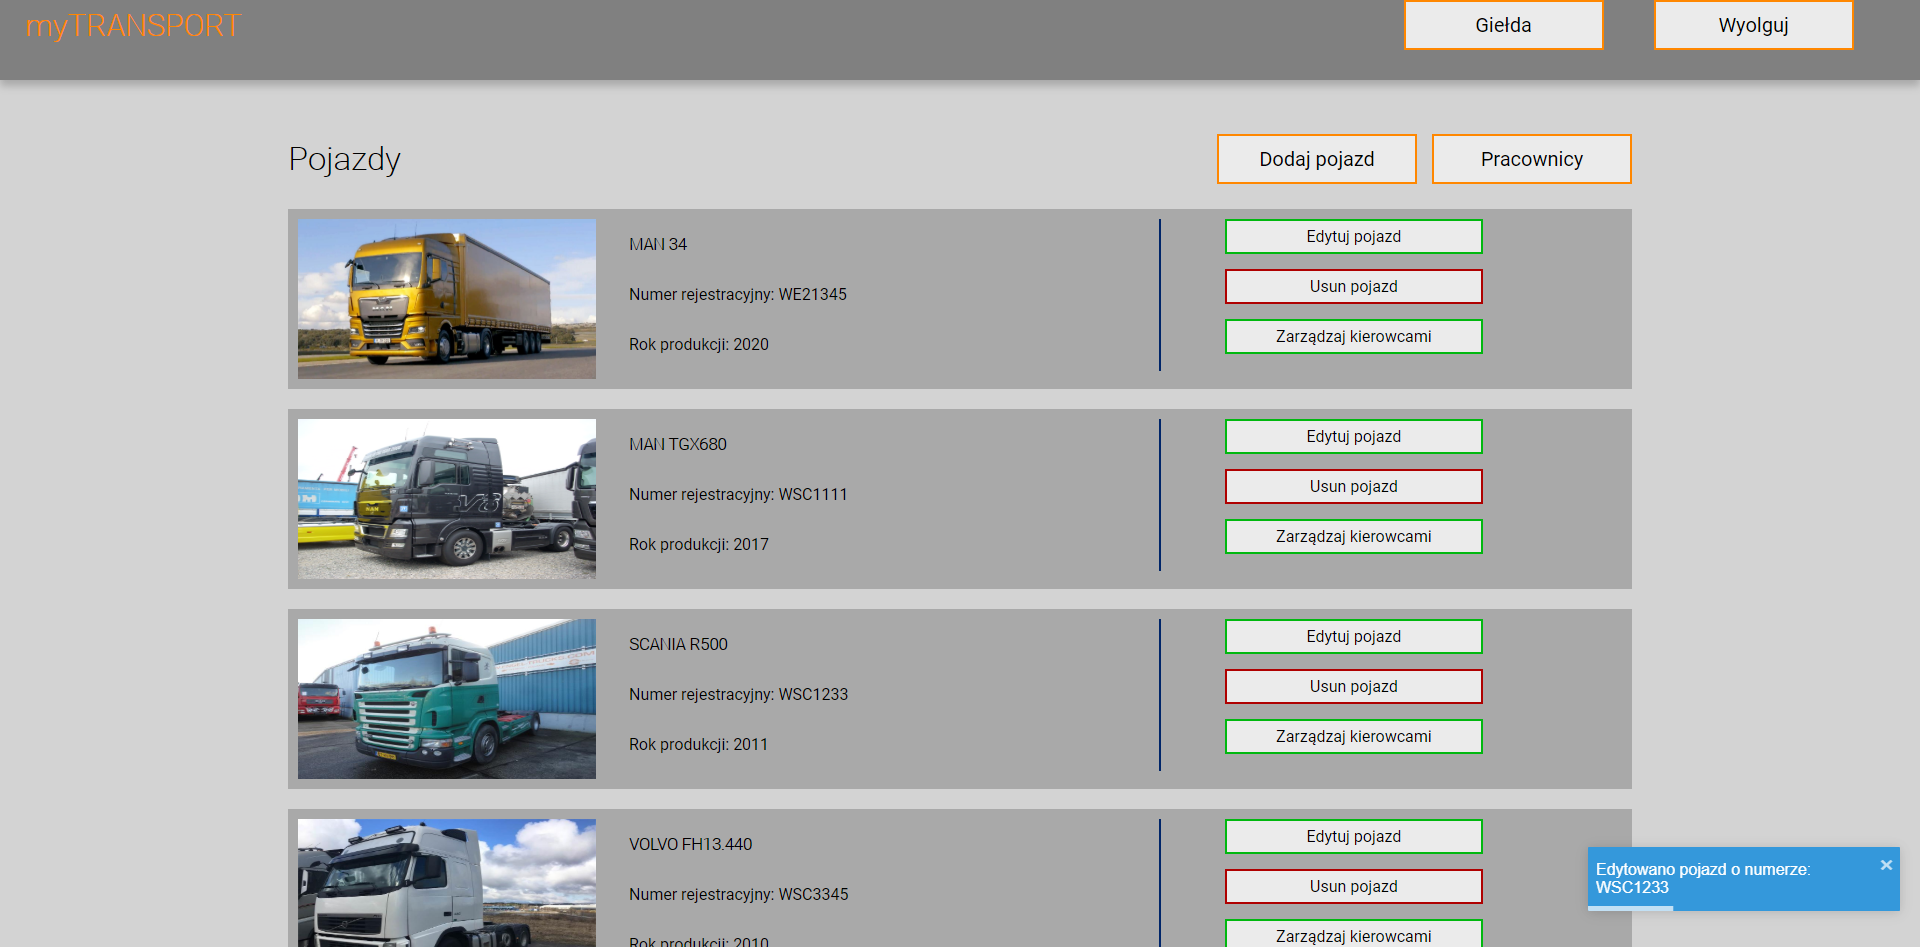 myTRANSPORT
Giełda
Wyolguj
Pojazdy
Dodaj pojazd
Pracownicy
MAN 34
Numer rejestracyjny: WE21345
Rok produkcji: 2020
Edytuj pojazd
Usun pojazd
Zarządzaj kierowcami
MAN TGX680
Numer rejestracyjny: WSC1111
Rok produkcji: 2017
Edytuj pojazd
Usun pojazd
Zarządzaj kierowcami
SCANIA R500
Numer rejestracyjny: WSC1233
Rok produkcji: 2011
Edytuj pojazd
Usun pojazd
Zarządzaj kierowcami
VOLVO FH13.440
Numer rejestracyjny: WSC3345
Rok produkcji: 2010
Edytuj pojazd
Usun pojazd
Zarządzaj kierowcami
Edytowano pojazd o numerze:
WSC1233